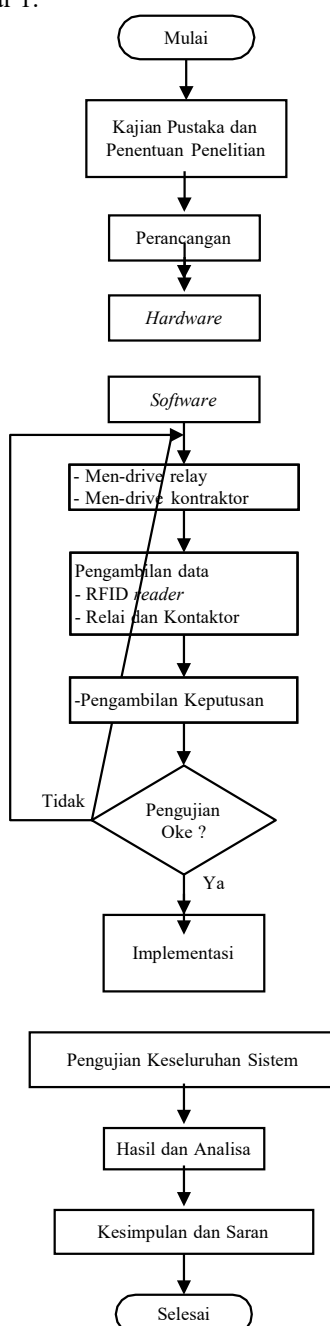 ar 1.
Mulai
Kajian Pustaka dan
Penentuan Penelitian
Perancangan
Hardware
Software
- Men-drive relay
- Men-drive kontraktor
Pengambilan data
- RFID reader
- Relai dan Kontaktor
-Pengambilan Keputusan
Tidak
Pengujian
Oke ?
Ya
Implementasi
Pengujian Keseluruhan Sistem
Hasil dan Analisa
Kesimpulan dan Saran
Selesai